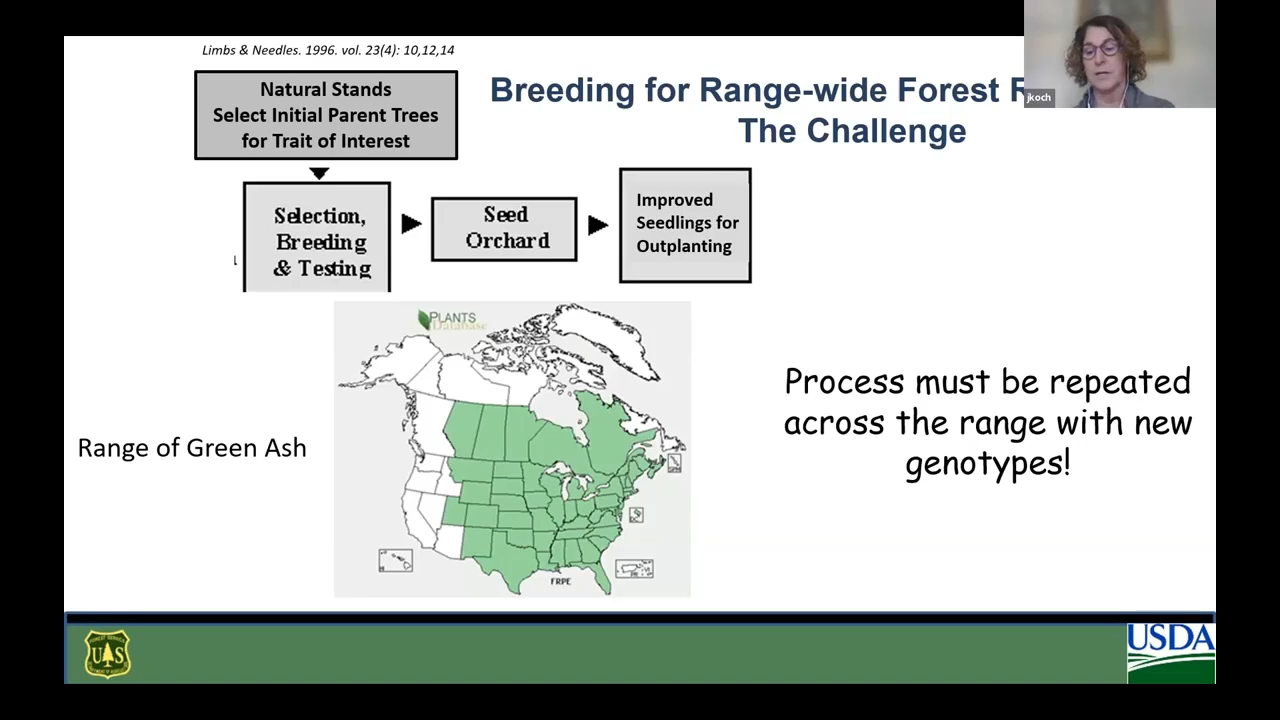 Limbs & Needles. 1996. vol. 23(4): 10,12,14
Natural Stands
Select Initial Parent Trees
for Trait of Interest
Breeding for Range-wide Forest
The Challenge
jkoch
Selection,
Breeding
& Testing
Seed
Orchard
Improved
Seedlings for
Outplanting
PLANTS
Database
Range of Green Ash
FRPE
Process must be repeated
across the range with new
genotypes!
U S
USDA